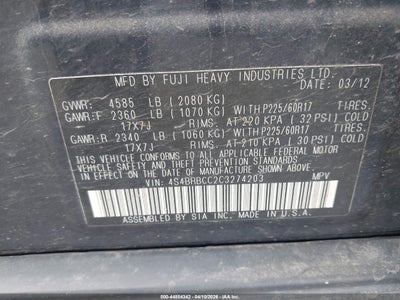 MFD BY FUJI HEAVY INDUSTRIES LTD.
DATE: 03/12
GVWR: 4585 LB (2080 KG)
GAWR:F 2360 LB (1070 KG) WITH P225/60R17 TIRES.
17X7J RIMS. AT 220 KPA (32 PSI) COLD
GAWR:R 2340 LB (1060 KG) WITH P225/60R17 TIRES.
17X7J RIMS. AT 210 KPA (30 PSI) COLD
THIS VEHICLE CONFORMS TO ALL APPLICABLE FEDERAL MOTOR
VEHICLE SAFETY AND THEFT PREVENTION STANDARDS
IN EFFECT ON THE DATE OF MANUFACTURE SHOWN ABOVE
VIN: 4S4BRBCC2C3274203 MPV
ASSEMBLED BY SIA INC. MADE IN U.S.A.
000-44854342 - 04/10/2026 - IAAI.COM